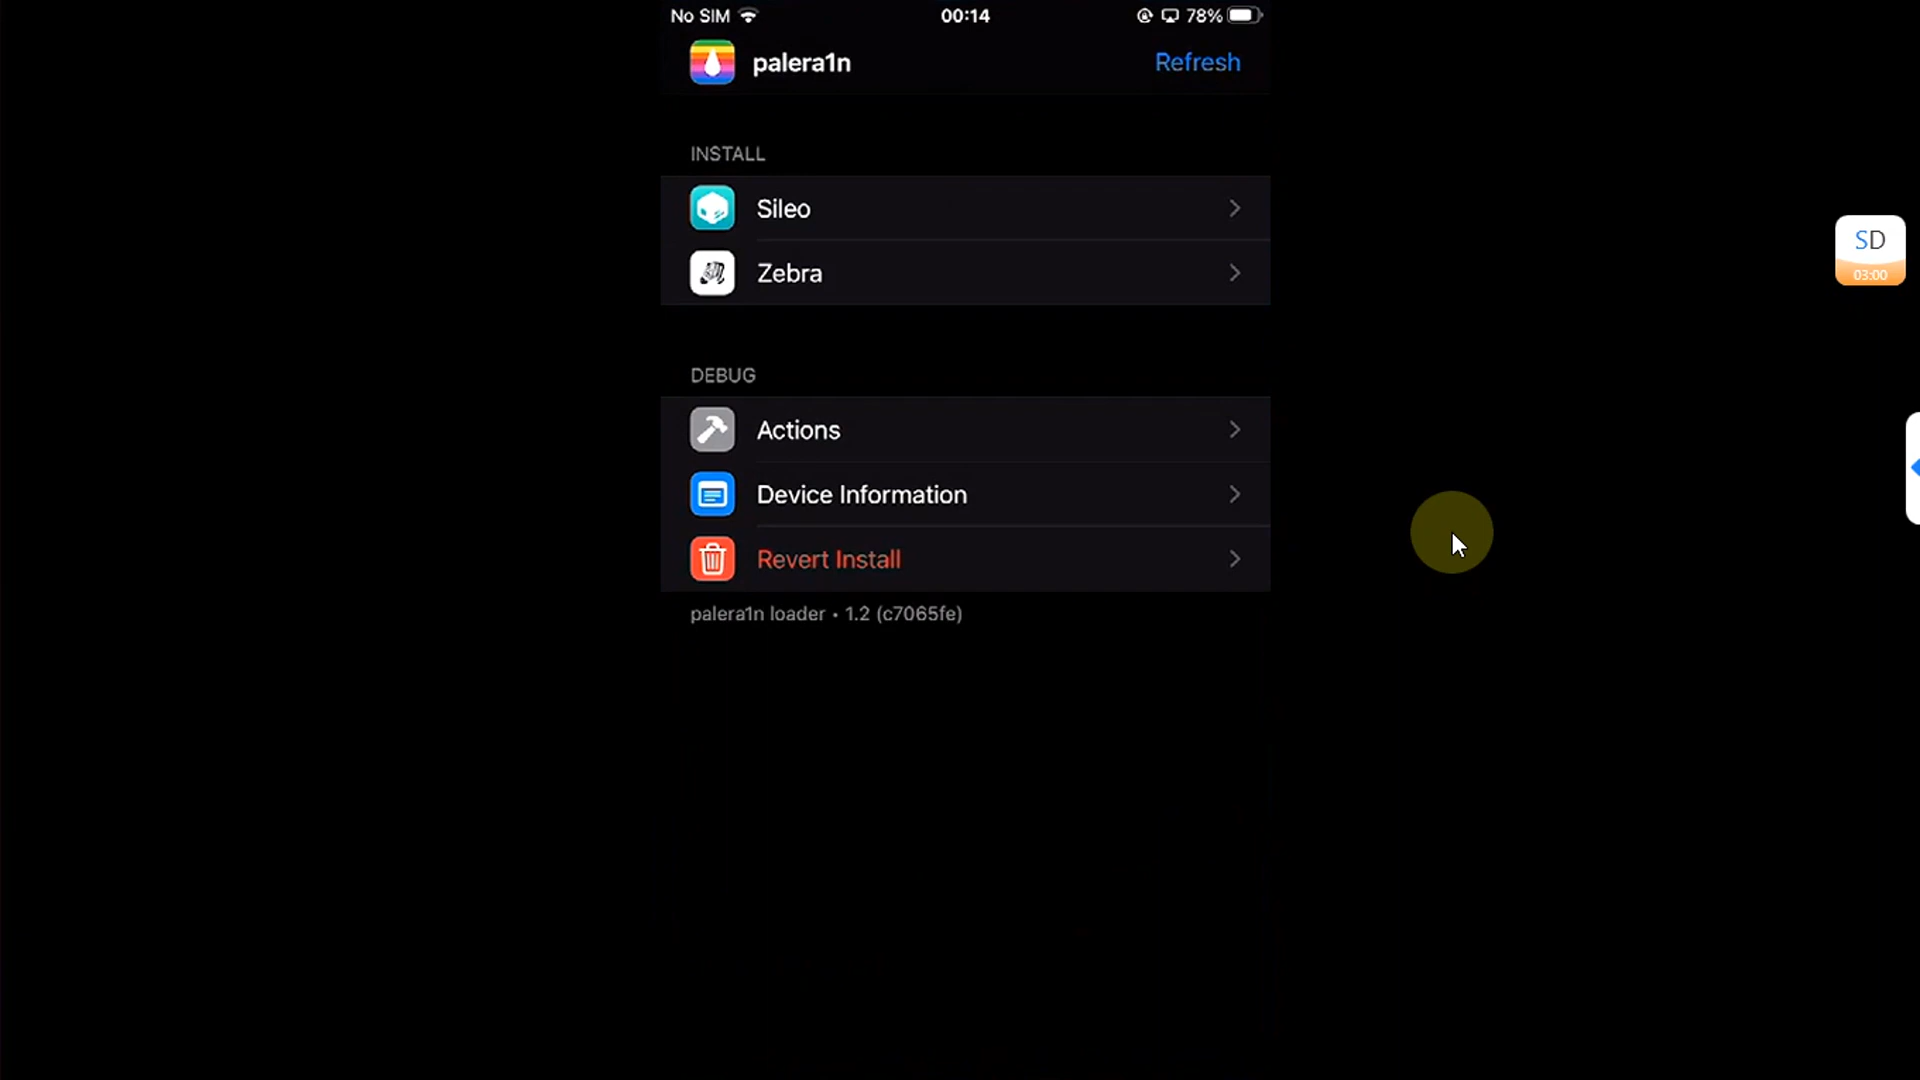 No SIM 00:14 78%
palera1n Refresh
INSTALL
Sileo
Zebra
DEBUG
Actions
Device Information
Revert Install
palera1n loader • 1.2 (c7065fe)
SD
03:00